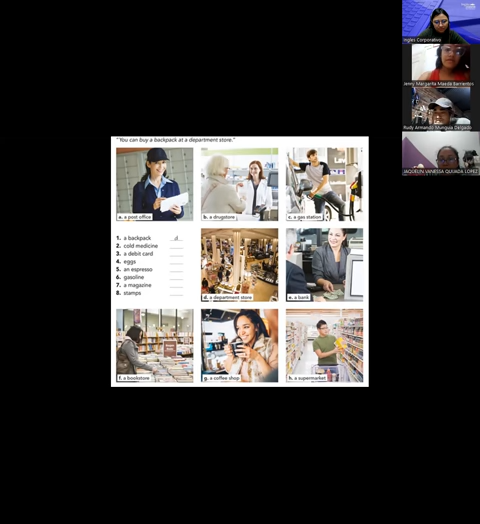 "You can buy a backpack at a department store."
a. a post office
b. a drugstore
c. a gas station
1. a backpack d
2. cold medicine
3. a debit card
4. eggs
5. an espresso
6. gasoline
7. a magazine
8. stamps
d. a department store
e. a bank
f. a bookstore
g. a coffee shop
h. a supermarket
Ingles Corporativo
Rudy Armando Munguia Delgado
JAQUELIN VANESSA QUIJADA LOPEZ